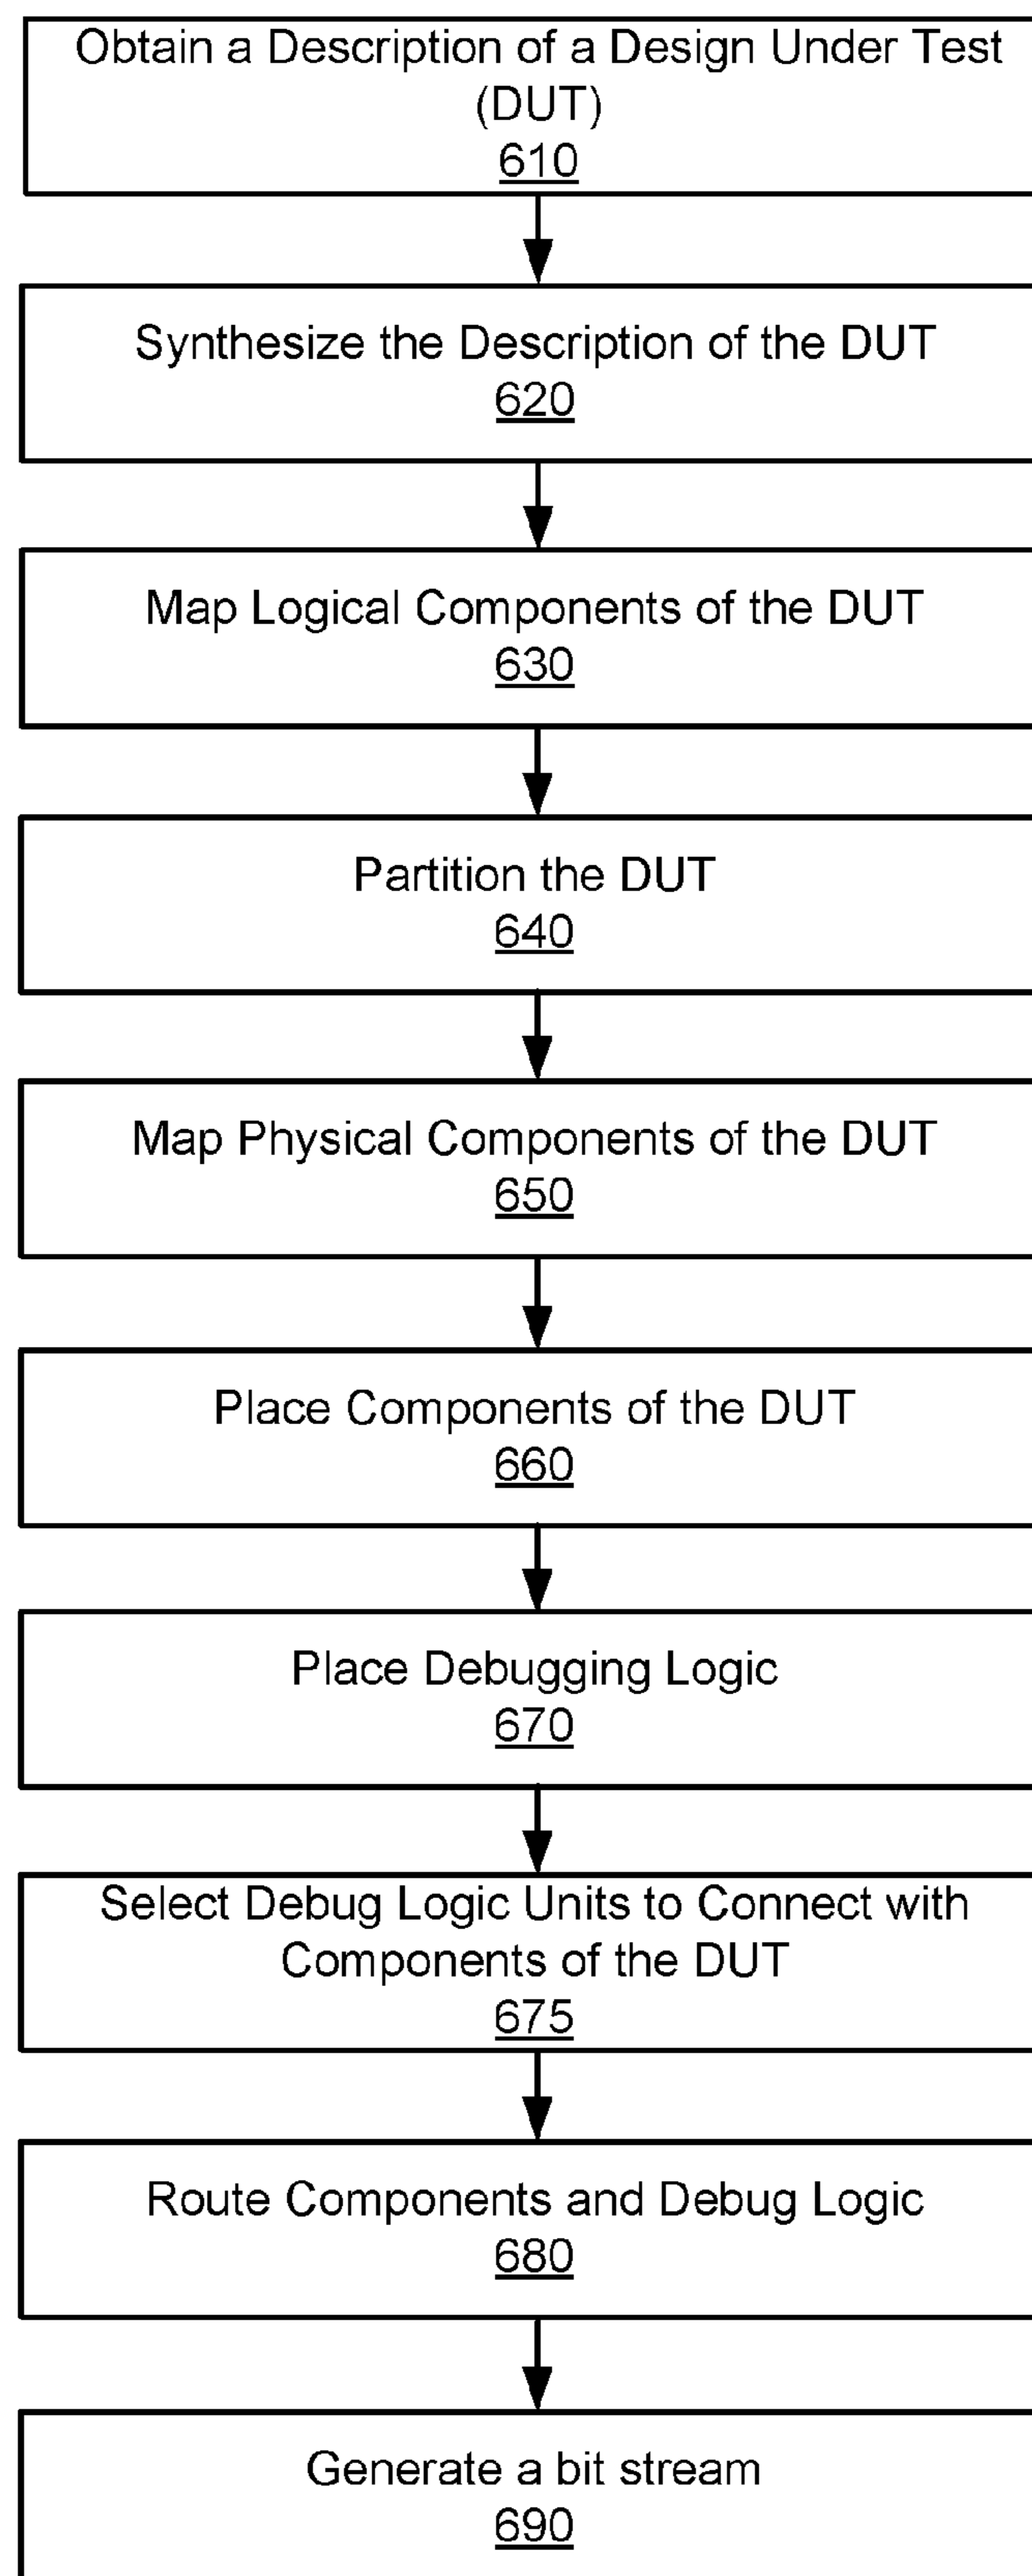 Obtain a Description of a Design Under Test
(DUT)
610
Synthesize the Description of the DUT
620
Map Logical Components of the DUT
630
Partition the DUT
640
Map Physical Components of the DUT
650
Place Components of the DUT
660
Place Debugging Logic
670
Select Debug Logic Units to Connect with
Components of the DUT
675
Route Components and Debug Logic
680
Generate a bit stream
690